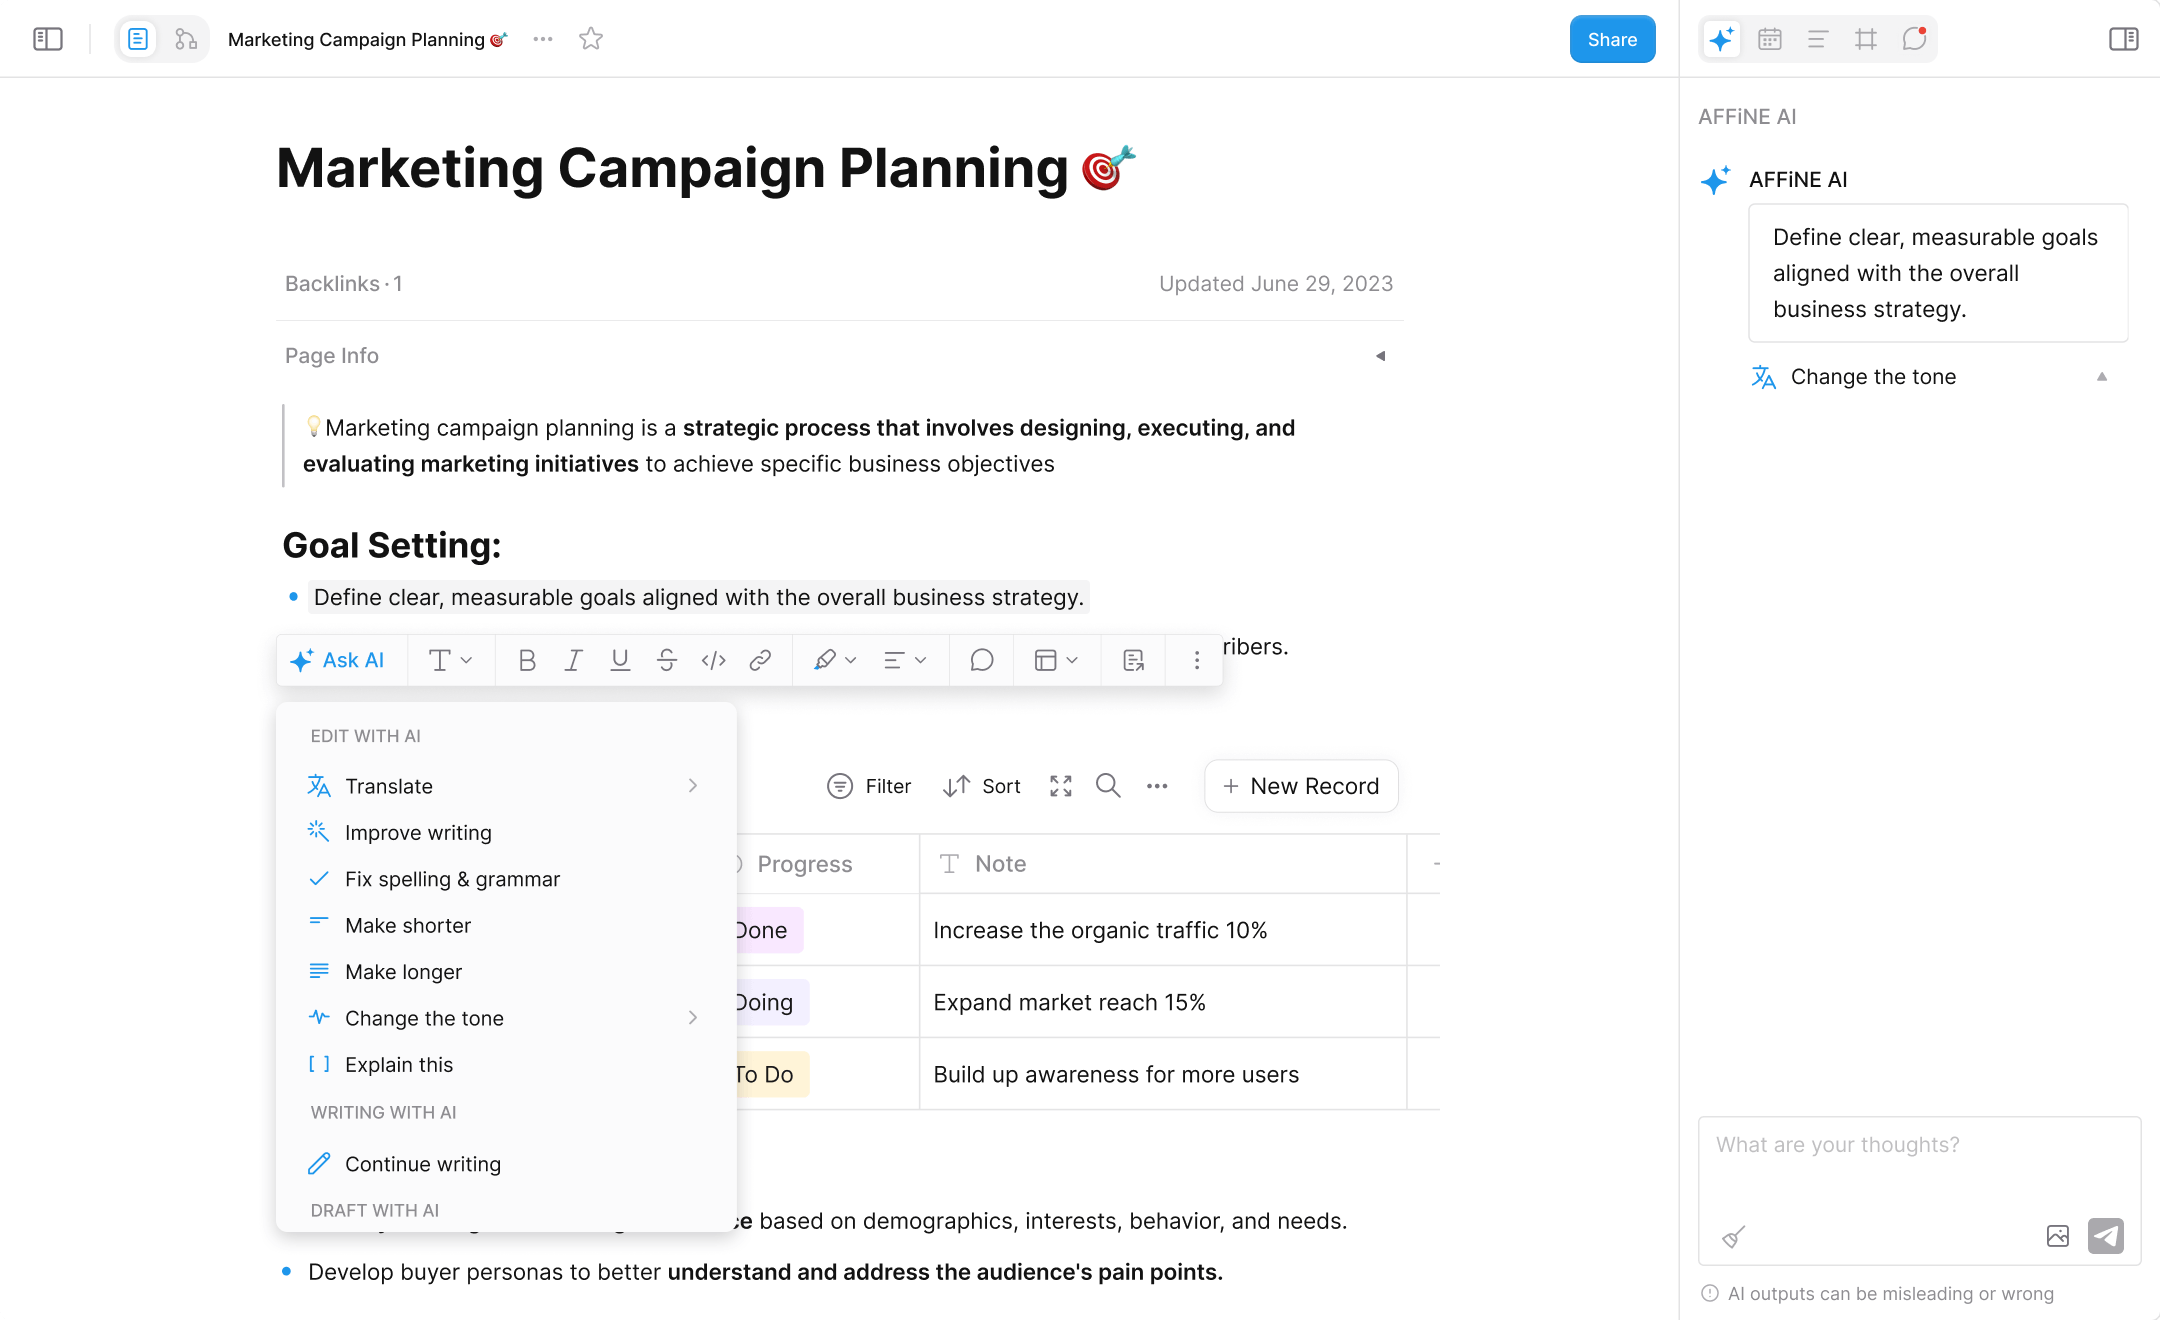 Marketing Campaign Planning
Share
Marketing Campaign Planning
Backlinks · 1
Updated June 29, 2023
Page Info
Marketing campaign planning is a strategic process that involves designing, executing, and
evaluating marketing initiatives to achieve specific business objectives
Goal Setting:
Define clear, measurable goals aligned with the overall business strategy.
Ask AI
ribers.
EDIT WITH AI
Translate
Improve writing
Fix spelling & grammar
Make shorter
Make longer
Change the tone
Explain this
WRITING WITH AI
Continue writing
DRAFT WITH AI
Filter
Sort
New Record
Progress
Note
Done
Increase the organic traffic 10%
Doing
Expand market reach 15%
To Do
Build up awareness for more users
based on demographics, interests, behavior, and needs.
Develop buyer personas to better understand and address the audience's pain points.
AFFiNE AI
AFFiNE AI
Define clear, measurable goals
aligned with the overall
business strategy.
Change the tone
What are your thoughts?
AI outputs can be misleading or wrong